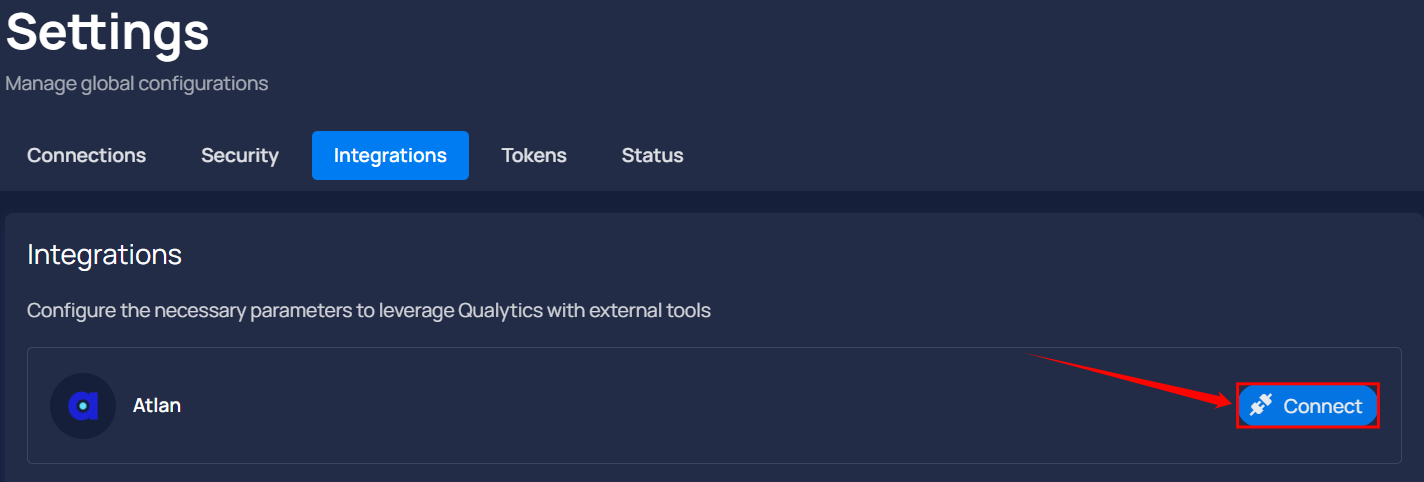 Settings
Manage global configurations
Connections Security Integrations Tokens Status
Integrations
Configure the necessary parameters to leverage Qualytics with external tools
Atlan Connect